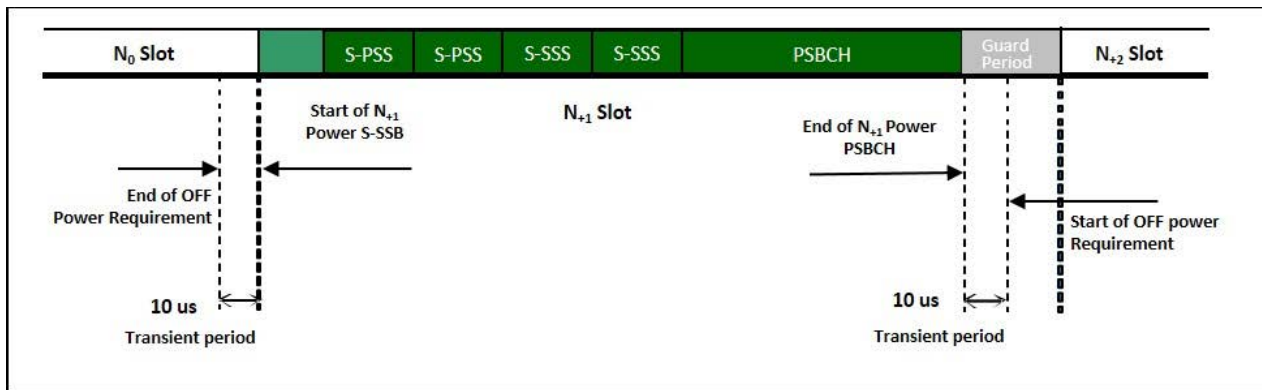 N₀ Slot
S-PSS
S-PSS
S-SSS
S-SSS
PSBCH
Guard
Period
N₊₂ Slot
Start of N₊₁
Power S-SSB
N₊₁ Slot
End of N₊₁ Power
PSBCH
End of OFF
Power Requirement
Start of OFF power
Requirement
10 us
Transient period
10 us
Transient period